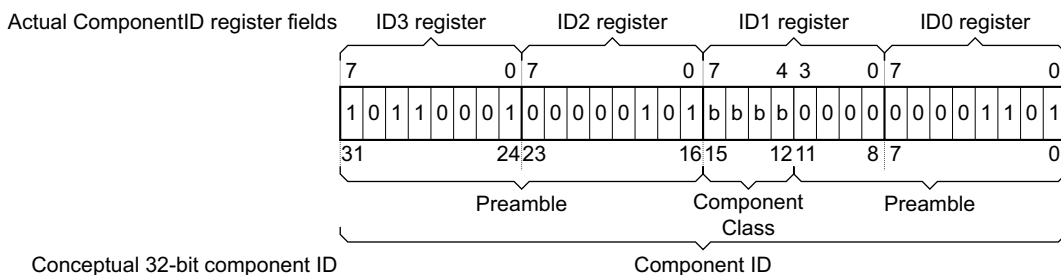 Actual ComponentID register fields ID3 register ID2 register ID1 register ID0 register
7 0 7 0 7 4 3 0 7 0
1 0 1 1 0 0 0 1 0 0 0 0 0 1 0 1 b b b b 0 0 0 0 0 0 0 0 1 1 0 1
31 24 23 16 15 12 11 8 7 0
Preamble Component Preamble
Class
Conceptual 32-bit component ID Component ID